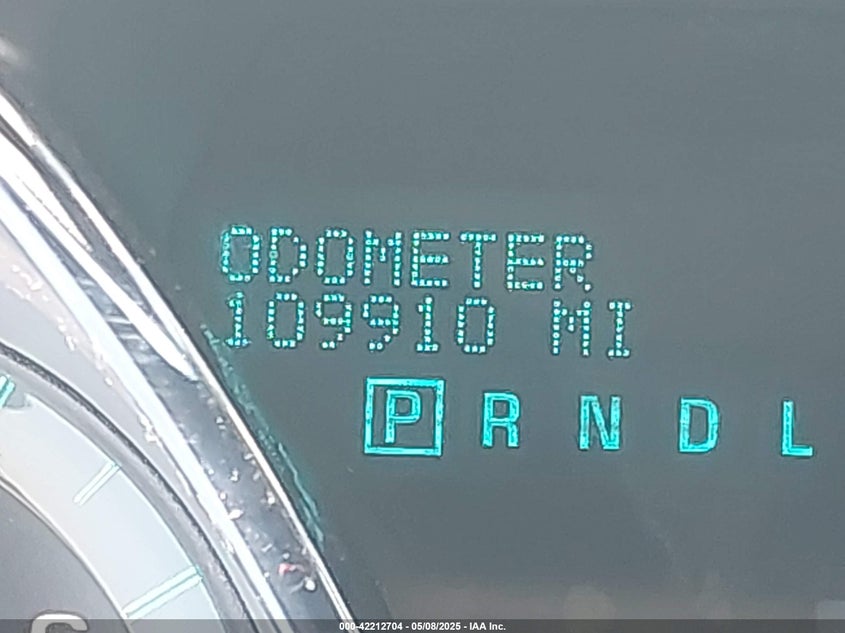 ODOMETER
109910 MI
P R N D L
000-42212704 - 05/08/2025 - IAA Inc.